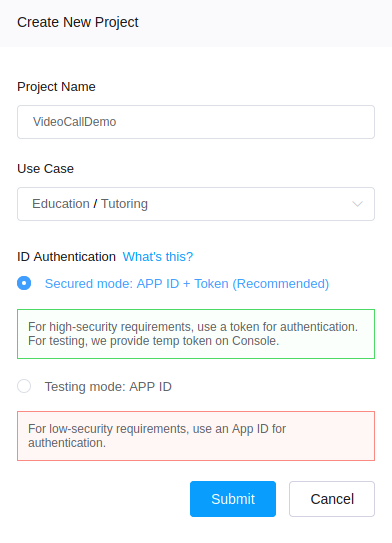 Create New Project
Project Name
VideoCallDemo
Use Case
Education / Tutoring
ID Authentication What's this?
Secured mode: APP ID + Token (Recommended)
For high-security requirements, use a token for authentication.
For testing, we provide temp token on Console.
Testing mode: APP ID
For low-security requirements, use an App ID for
authentication.
Submit Cancel